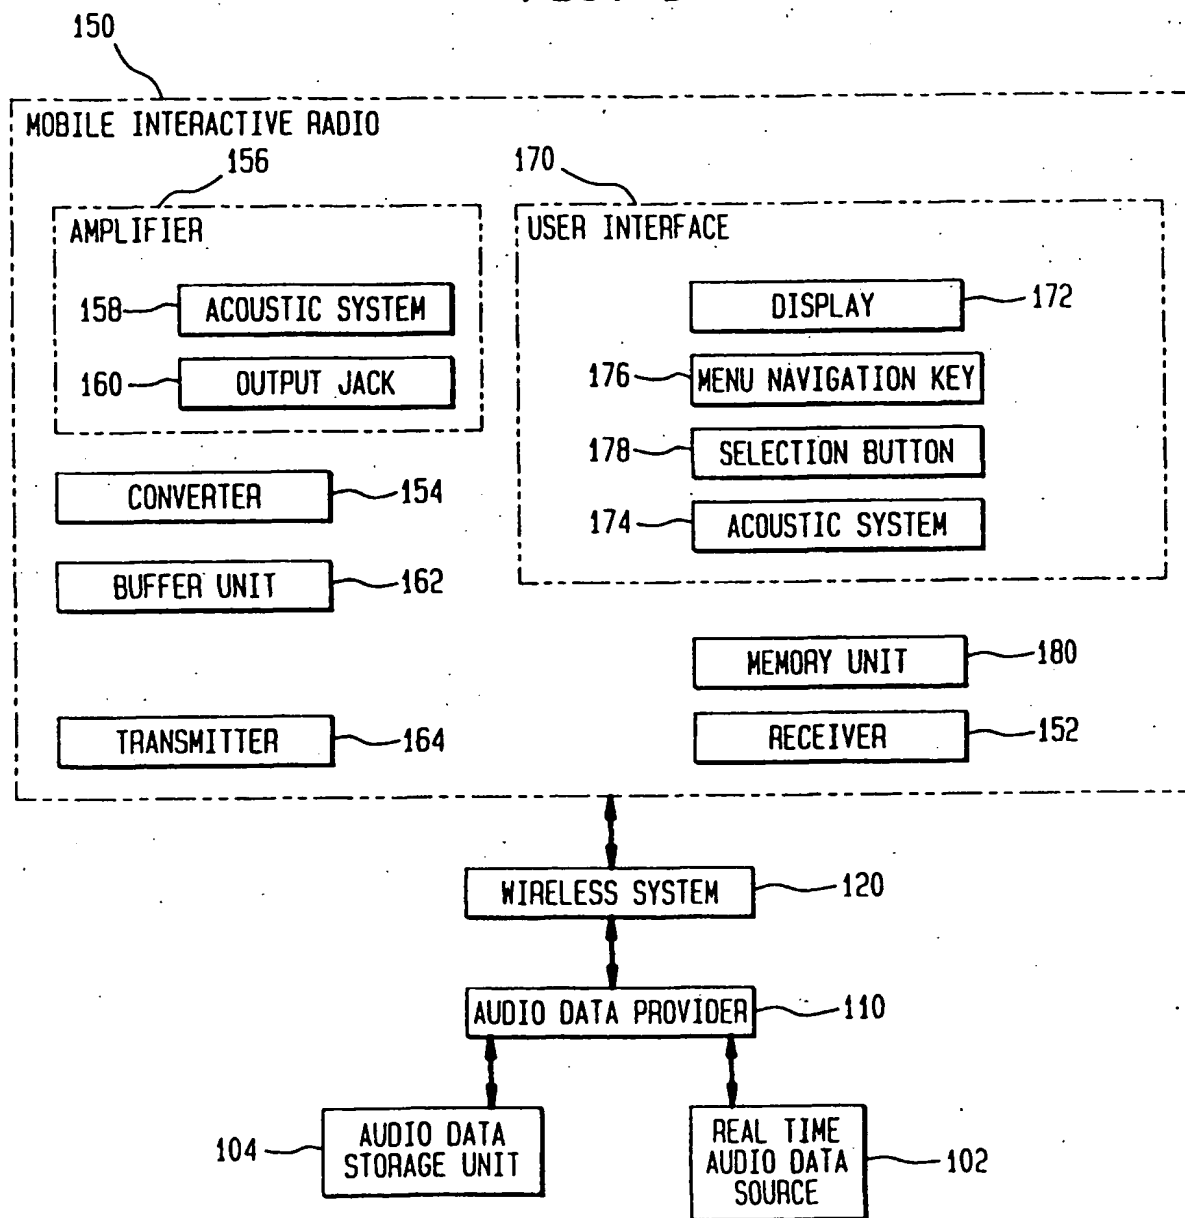 150
MOBILE INTERACTIVE RADIO
156
170
AMPLIFIER
USER INTERFACE
158
ACOUSTIC SYSTEM
DISPLAY
172
160
OUTPUT JACK
176
MENU NAVIGATION KEY
178
SELECTION BUTTON
CONVERTER
154
174
ACOUSTIC SYSTEM
BUFFER UNIT
162
MEMORY UNIT
180
TRANSMITTER
164
RECEIVER
152
WIRELESS SYSTEM
120
AUDIO DATA PROVIDER
110
104
AUDIO DATA
STORAGE UNIT
REAL TIME
AUDIO DATA
SOURCE
102